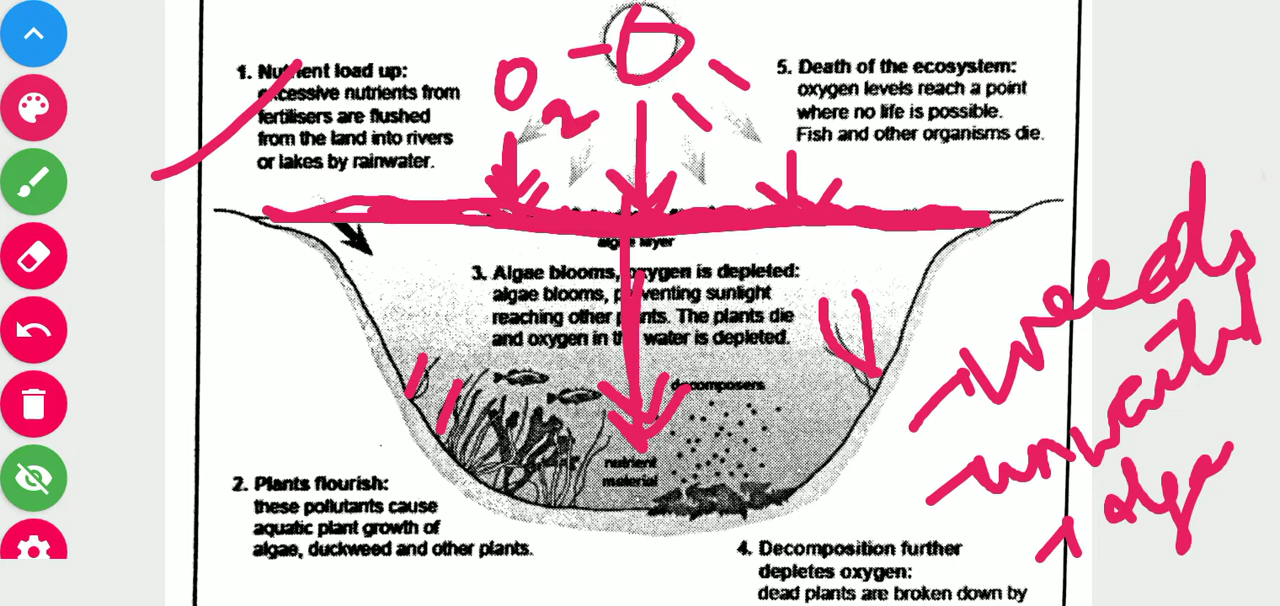 1. Nutrient load up:
excessive nutrients from
fertilisers are flushed
from the land into rivers
or lakes by rainwater.
O2
5. Death of the ecosystem:
oxygen levels reach a point
where no life is possible.
Fish and other organisms die.
algae layer
3. Algae blooms, oxygen is depleted:
algae blooms, preventing sunlight
reaching other plants. The plants die
and oxygen in the water is depleted.
decomposers
nutrient
material
weeds
unwanted
2. Plants flourish:
these pollutants cause
aquatic plant growth of
algae, duckweed and other plants.
4. Decomposition further
depletes oxygen:
dead plants are broken down by